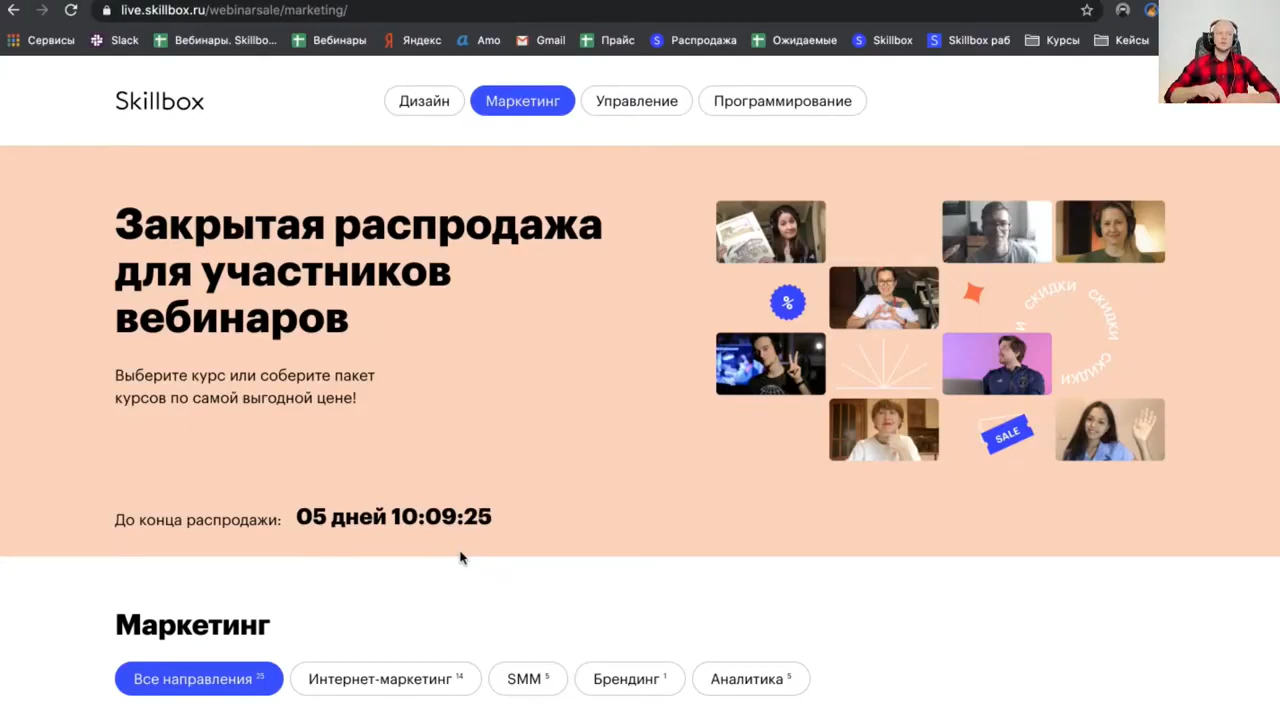 live.skillbox.ru/webinarsale/marketing/
Сервисы Slack Вебинары. Skillbo... Вебинары Яндекс Amo Gmail Прайс Распродажа Ожидаемые Skillbox Skillbox раб Курсы Кейсы
Skillbox Дизайн Маркетинг Управление Программирование
Закрытая распродажа
для участников
вебинаров
Выберите курс или соберите пакет
курсов по самой выгодной цене!
%
СКИДКИ СКИДКИ СКИДКИ И
SALE
До конца распродажи: 05 дней 10:09:25
Маркетинг
Все направления 25 Интернет-маркетинг 14 SMM 5 Брендинг 1 Аналитика 5